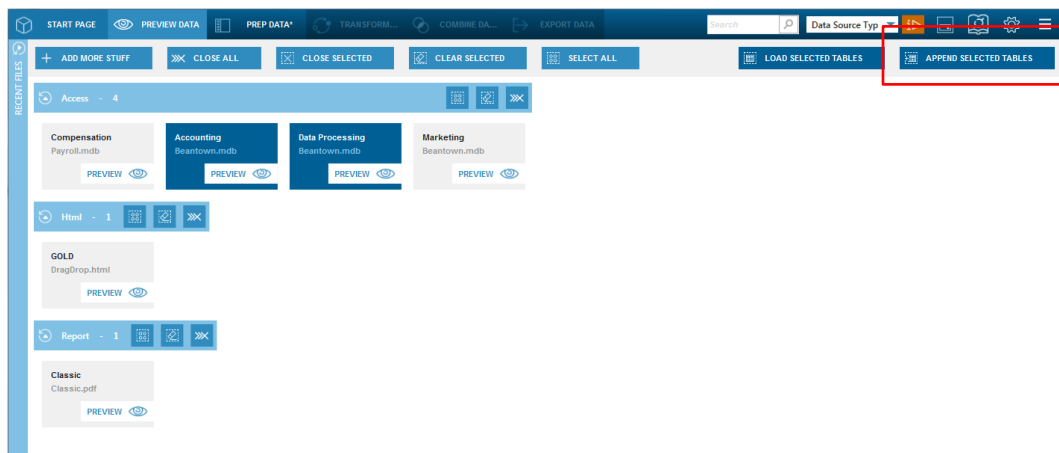 START PAGE PREVIEW DATA PREP DATA* TRANSFORM... COMBINE DA... EXPORT DATA Search Data Source Typ
RECENT FILES
ADD MORE STUFF CLOSE ALL CLOSE SELECTED CLEAR SELECTED SELECT ALL LOAD SELECTED TABLES APPEND SELECTED TABLES
Access - 4
Compensation Accounting Data Processing Marketing
Payroll.mdb Beantown.mdb Beantown.mdb Beantown.mdb
PREVIEW PREVIEW PREVIEW PREVIEW
Html - 1
GOLD
DragDrop.html
PREVIEW
Report - 1
Classic
Classic.pdf
PREVIEW